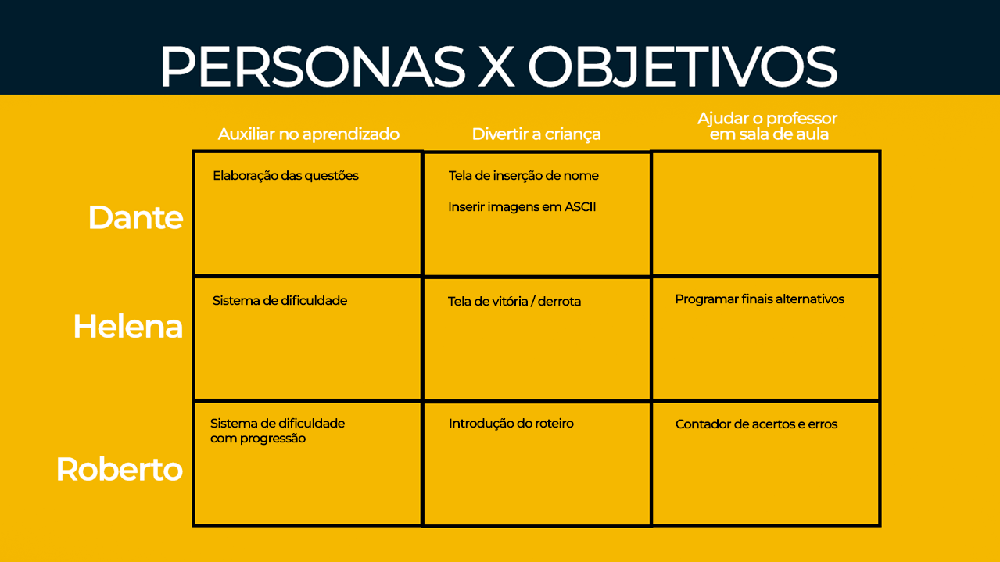 PERSONAS X OBJETIVOS
Auxiliar no aprendizado
Divertir a criança
Ajudar o professor
em sala de aula
Dante
Elaboração das questões
Tela de inserção de nome
Inserir imagens em ASCII
Helena
Sistema de dificuldade
Tela de vitória / derrota
Programar finais alternativos
Roberto
Sistema de dificuldade
com progressão
Introdução do roteiro
Contador de acertos e erros